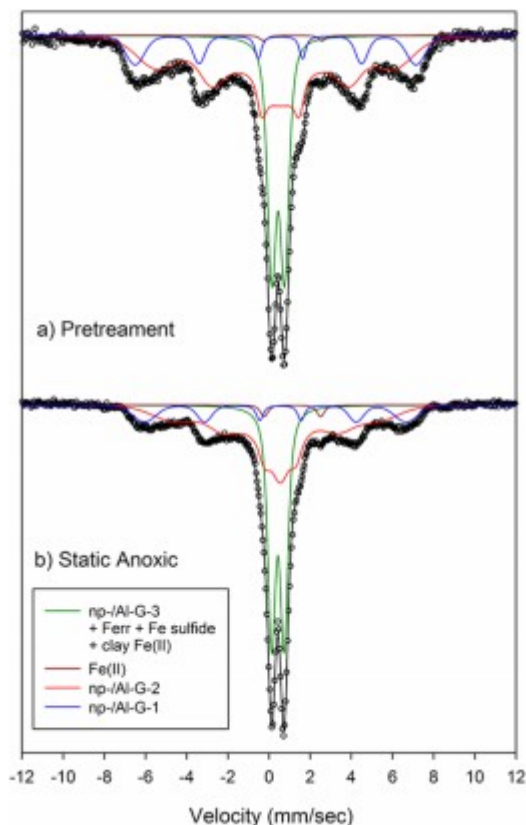 a) Pretreament
b) Static Anoxic
np-/Al-G-3
+ Ferr + Fe sulfide
+ clay Fe(II)
Fe(II)
np-/Al-G-2
np-/Al-G-1
-12 -10 -8 -6 -4 -2 0 2 4 6 8 10 12
Velocity (mm/sec)